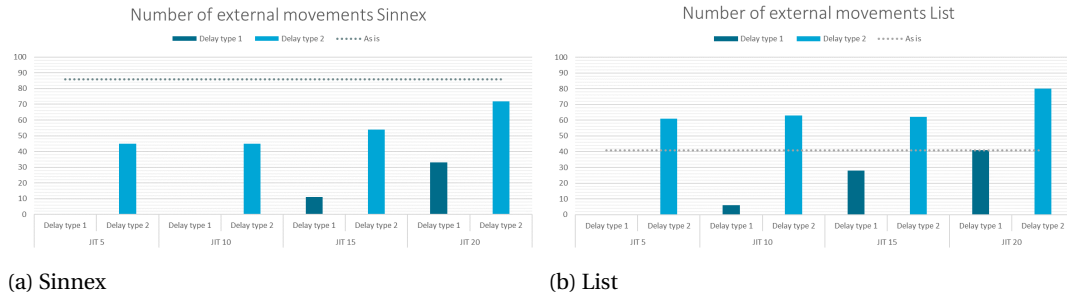 Number of external movements Sinnex
Delay type 1 Delay type 2 As is
100
90
80
70
60
50
40
30
20
10
0
Delay type 1 Delay type 2 Delay type 1 Delay type 2 Delay type 1 Delay type 2 Delay type 1 Delay type 2
JIT 5 JIT 10 JIT 15 JIT 20
(a) Sinnex
Number of external movements List
Delay type 1 Delay type 2 As is
100
90
80
70
60
50
40
30
20
10
0
Delay type 1 Delay type 2 Delay type 1 Delay type 2 Delay type 1 Delay type 2 Delay type 1 Delay type 2
JIT 5 JIT 10 JIT 15 JIT 20
(b) List